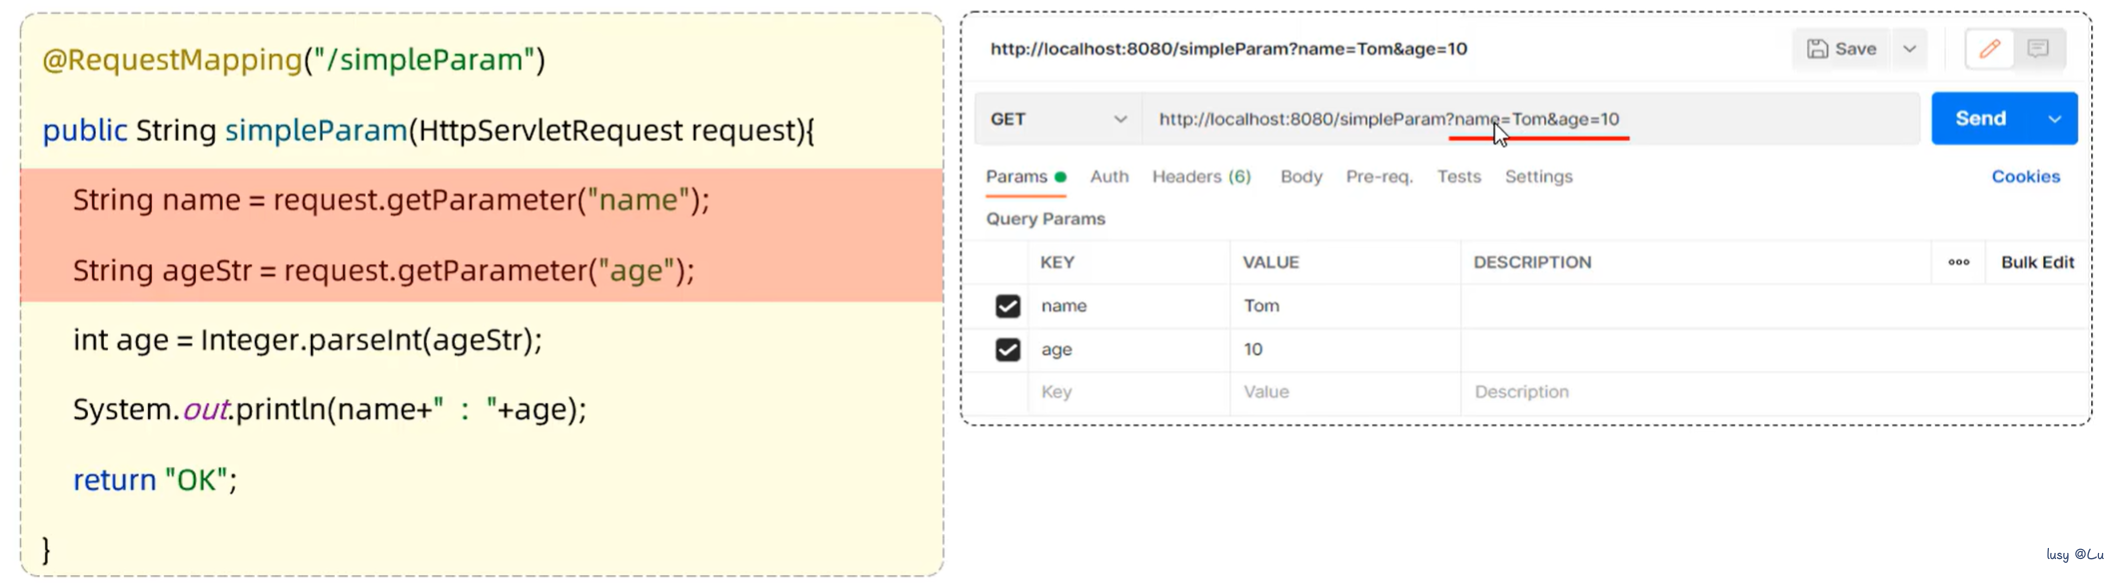 @RequestMapping("/simpleParam")
public String simpleParam(HttpServletRequest request){
String name = request.getParameter("name");
String ageStr = request.getParameter("age");
int age = Integer.parseInt(ageStr);
System.out.println(name+" : "+age);
return "OK";
}
http://localhost:8080/simpleParam?name=Tom&age=10
Save
GET http://localhost:8080/simpleParam?name=Tom&age=10 Send
Params Auth Headers (6) Body Pre-req. Tests Settings Cookies
Query Params
KEY VALUE DESCRIPTION ooo Bulk Edit
name Tom
age 10
Key Value Description
lusy @Lu